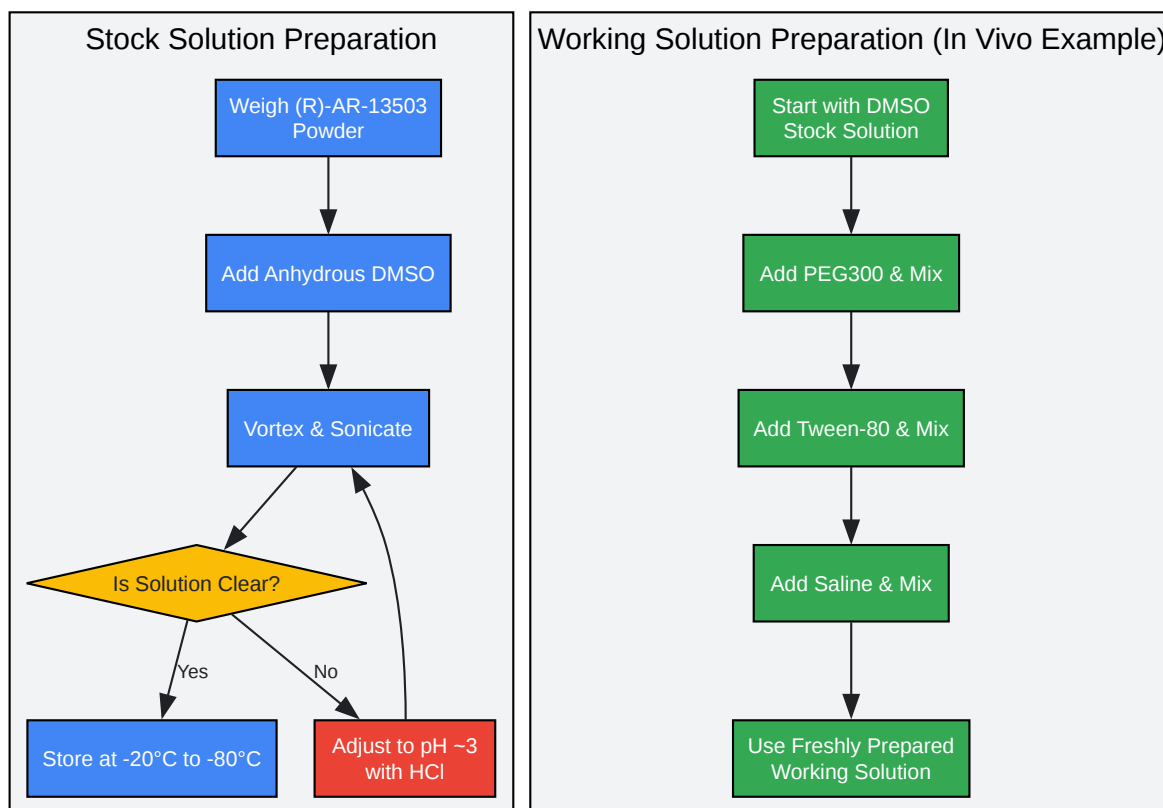 Stock Solution Preparation
Weigh (R)-AR-13503
Powder
Add Anhydrous DMSO
Vortex & Sonicate
Is Solution Clear?
Yes
No
Store at -20°C to -80°C
Adjust to pH ~3
with HCl
Working Solution Preparation (In Vivo Example)
Start with DMSO
Stock Solution
Add PEG300 & Mix
Add Tween-80 & Mix
Add Saline & Mix
Use Freshly Prepared
Working Solution